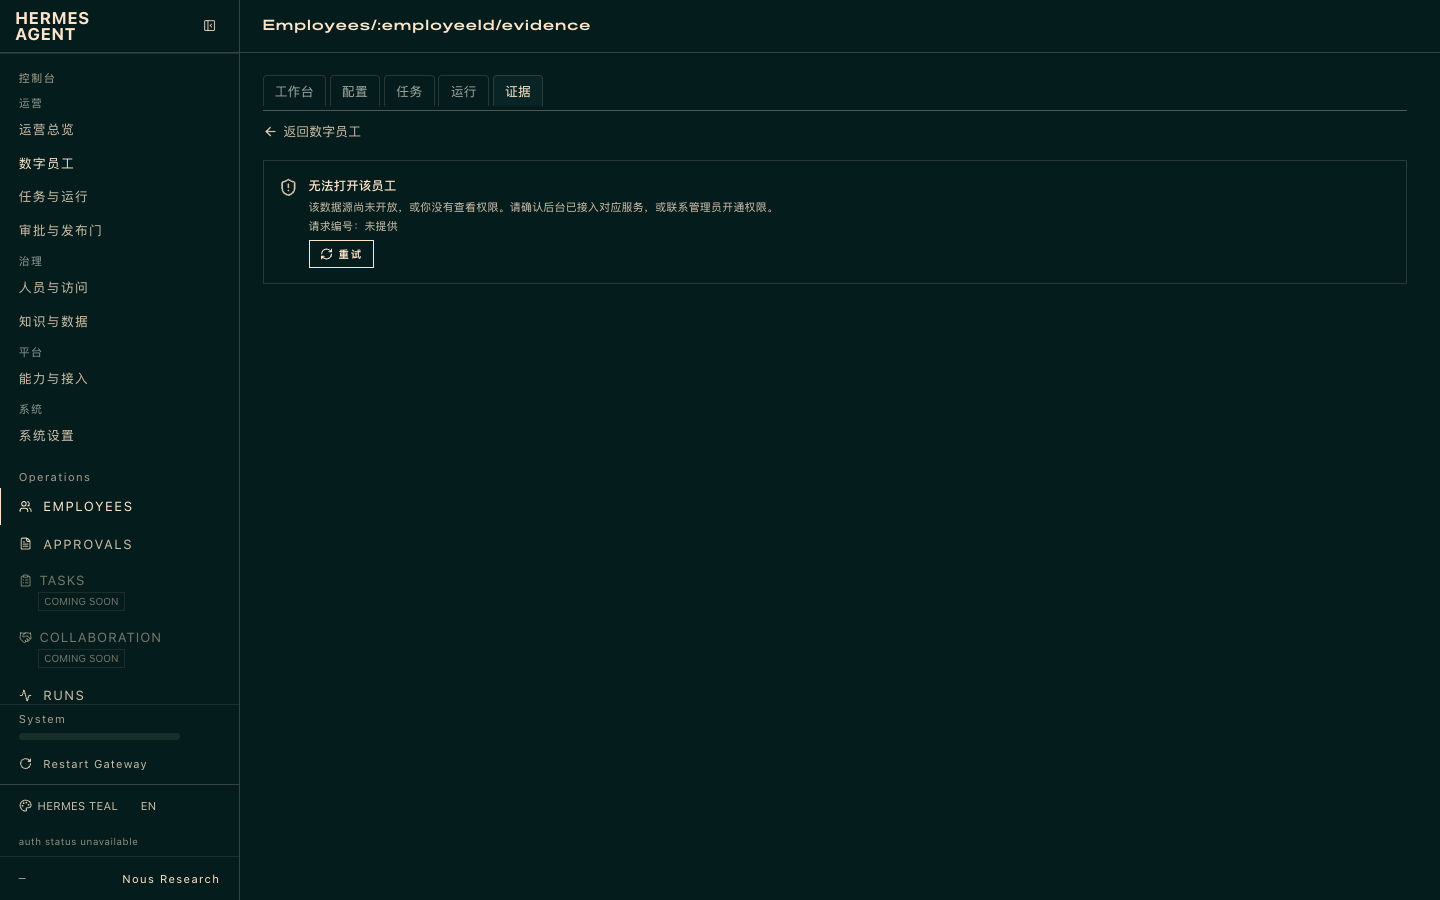 HERMES
AGENT
Employees/:employeeId/evidence
控制台
运营
运营总览
数字员工
任务与运行
审批与发布门
治理
人员与访问
知识与数据
平台
能力与接入
系统
系统设置
Operations
EMPLOYEES
APPROVALS
TASKS
COMING SOON
COLLABORATION
COMING SOON
RUNS
System
Restart Gateway
HERMES TEAL EN
auth status unavailable
— Nous Research
工作台 配置 任务 运行 证据
返回数字员工
无法打开该员工
该数据源尚未开放，或你没有查看权限。请确认后台已接入对应服务，或联系管理员开通权限。
请求编号：未提供
重试